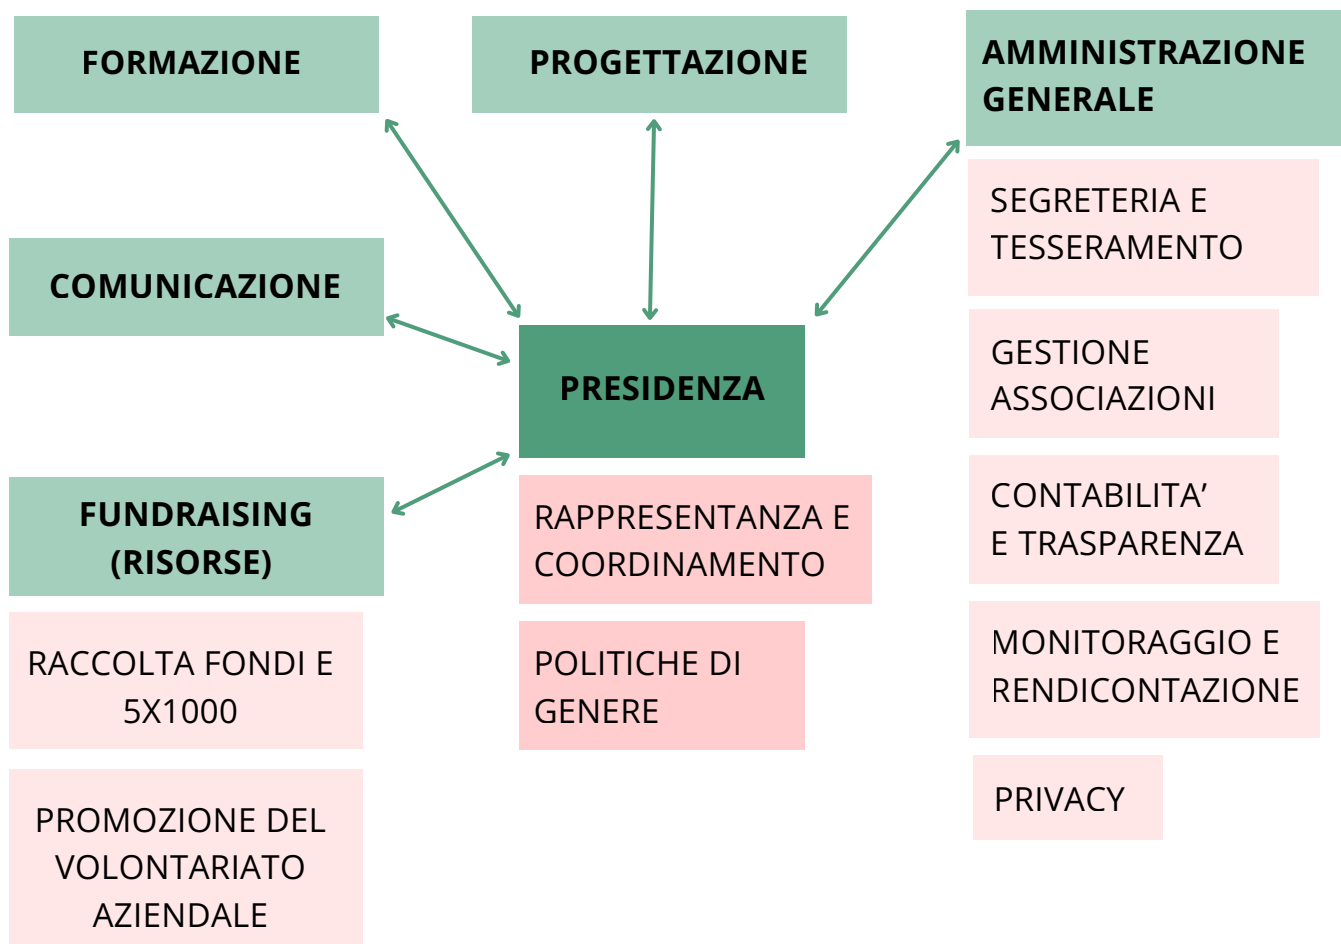 FORMAZIONE
PROGETTAZIONE
AMMINISTRAZIONE
GENERALE
SEGRETERIA E
TESSERAMENTO
COMUNICAZIONE
GESTIONE
ASSOCIAZIONI
PRESIDENZA
CONTABILITA’
E TRASPARENZA
FUNDRAISING
(RISORSE)
RAPPRESENTANZA E
COORDINAMENTO
MONITORAGGIO E
RENDICONTAZIONE
RACCOLTA FONDI E
5X1000
POLITICHE DI
GENERE
PRIVACY
PROMOZIONE DEL
VOLONTARIATO
AZIENDALE